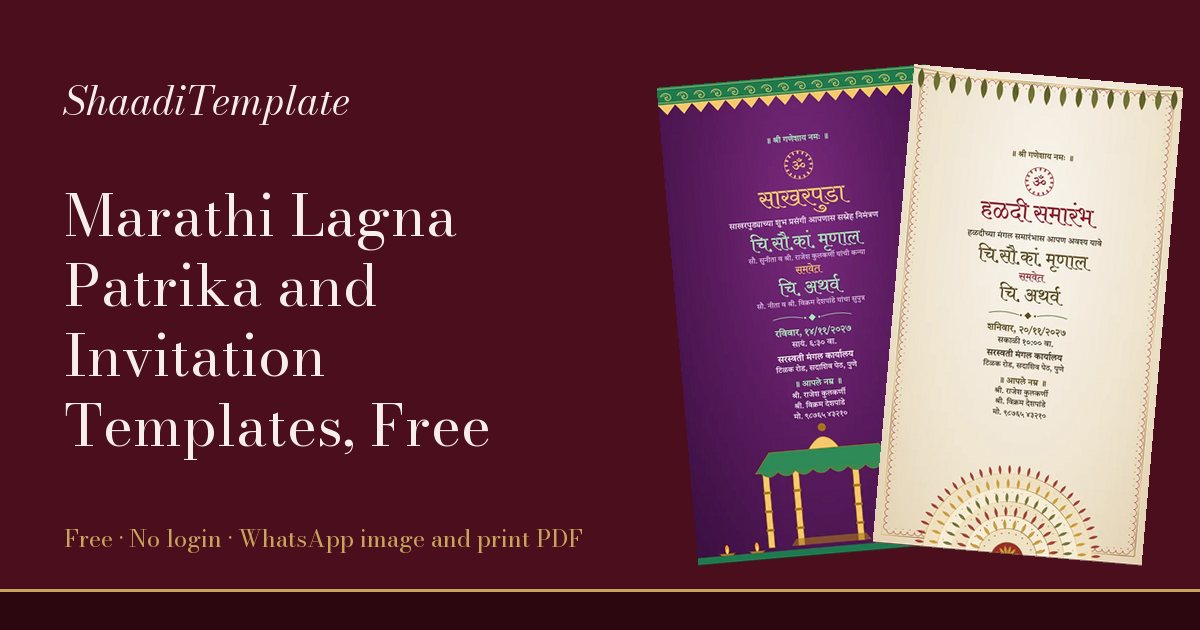 ShaadiTemplate
Marathi Lagna
Patrika and
Invitation
Templates, Free
Free · No login · WhatsApp image and print PDF
॥ श्री गणेशाय नमः ॥
ॐ
साखरपुडा
साखरपुड्याच्या शुभ प्रसंगी आपणास सस्नेह निमंत्रण
चि.सौ.कां. मृणाल
सौ. सुनीता व श्री. राजेश कुलकर्णी यांची कन्या
समवेत
चि. अथर्व
सौ. नीता व श्री. विक्रम देशपांडे यांचा सुपुत्र
रविवार, १४/११/२०२७
सायं. ६:३० वा.
सरस्वती मंगल कार्यालय
टिळक रोड, सदाशिव पेठ, पुणे
॥ आपले नम्र ॥
श्री. राजेश कुलकर्णी
श्री. विक्रम देशपांडे
मो. ९८७६५ ४३२१०
॥ श्री गणेशाय नमः ॥
ॐ
हळदी समारंभ
हळदीच्या मंगल समारंभास आपण अवश्य यावे
चि.सौ.कां. मृणाल
समवेत
चि. अथर्व
शनिवार, २०/११/२०२७
सकाळी १०:०० वा.
सरस्वती मंगल कार्यालय
टिळक रोड, सदाशिव पेठ, पुणे
॥ आपले नम्र ॥
श्री. राजेश कुलकर्णी
श्री. विक्रम देशपांडे
मो. ९८७६५ ४३२१०